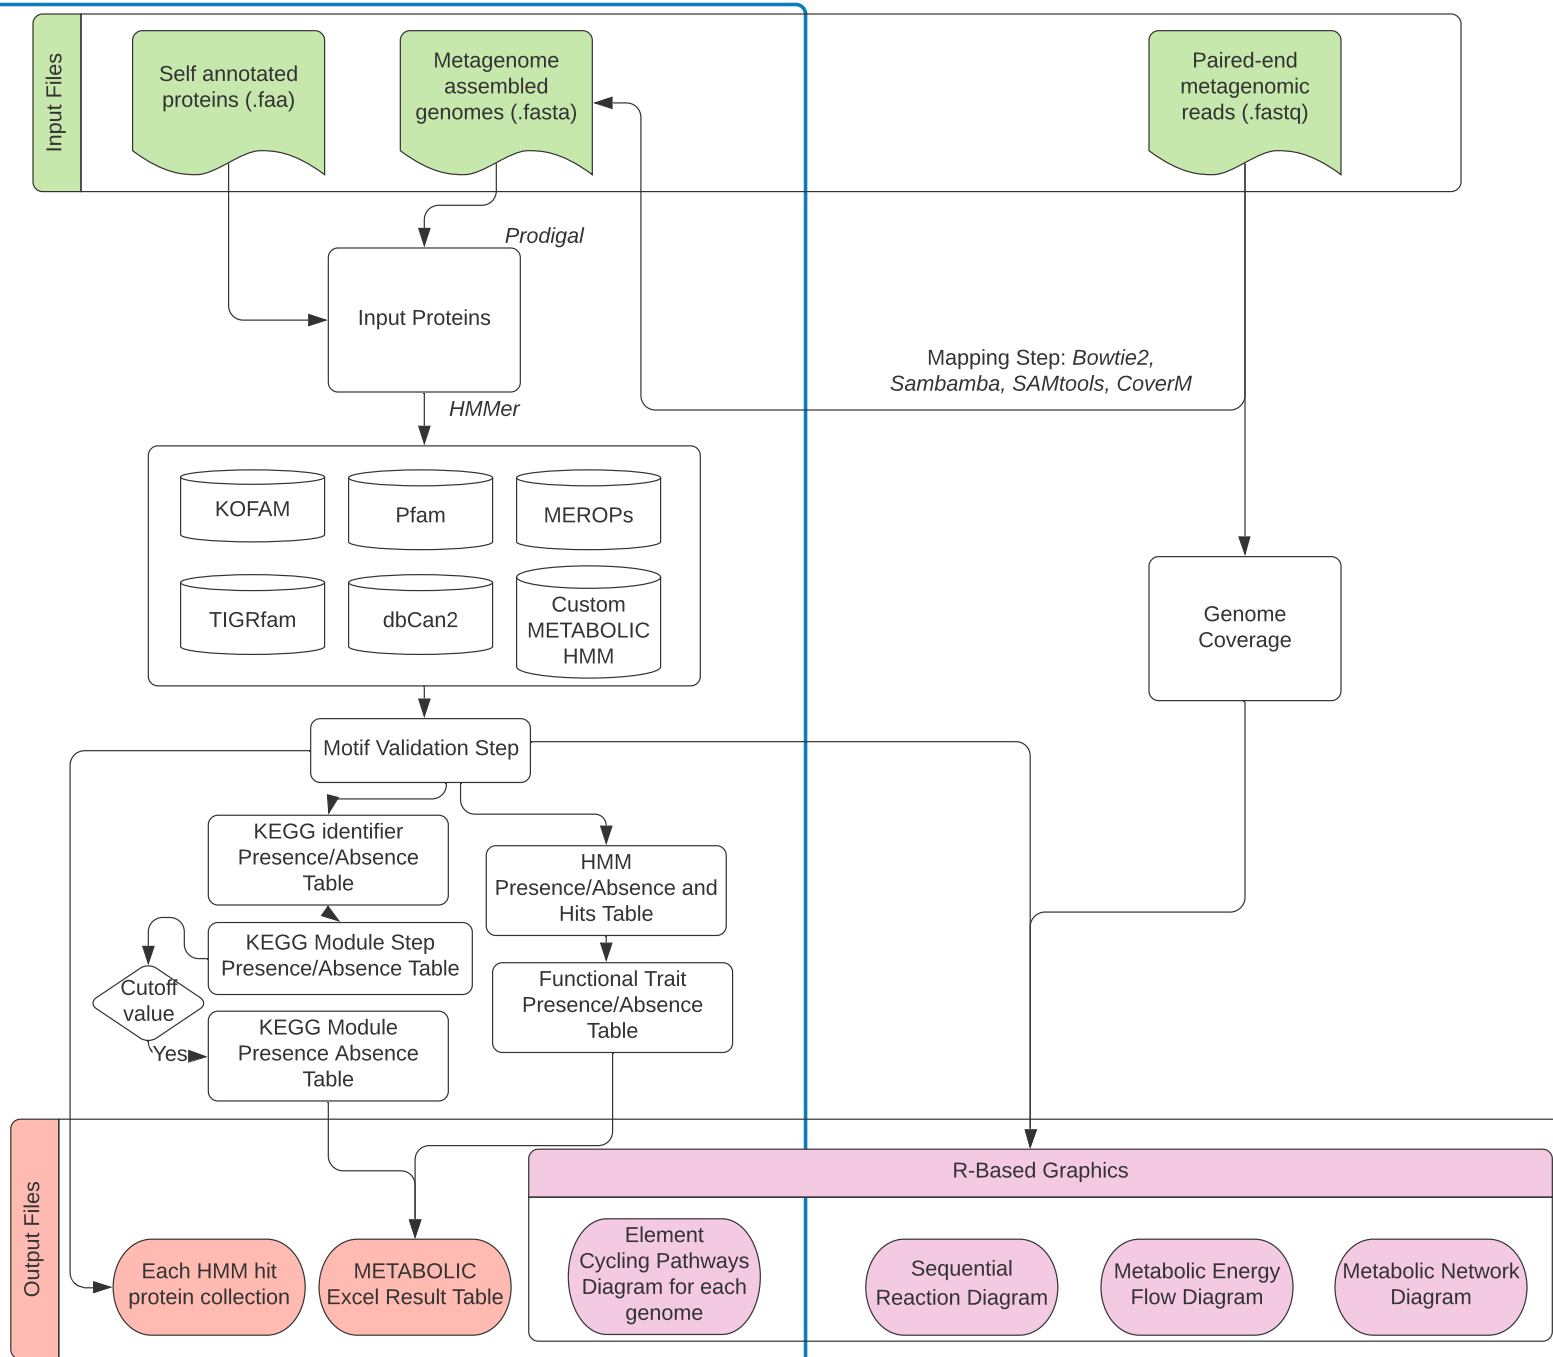 Input Files
Self annotated
proteins (.faa)
Metagenome
assembled
genomes (.fasta)
Paired-end
metagenomic
reads (.fastq)
Prodigal
Input Proteins
Mapping Step: Bowtie2,
Sambamba, SAMtools, CoverM
HMMer
KOFAM
Pfam
MEROPs
TIGRfam
dbCan2
Custom
METABOLIC
HMM
Genome
Coverage
Motif Validation Step
KEGG identifier
Presence/Absence
Table
HMM
Presence/Absence and
Hits Table
KEGG Module Step
Presence/Absence Table
Cutoff
value
Yes
KEGG Module
Presence Absence
Table
Functional Trait
Presence/Absence
Table
Output Files
Each HMM hit
protein collection
METABOLIC
Excel Result Table
R-Based Graphics
Element
Cycling Pathways
Diagram for each
genome
Sequential
Reaction Diagram
Metabolic Energy
Flow Diagram
Metabolic Network
Diagram